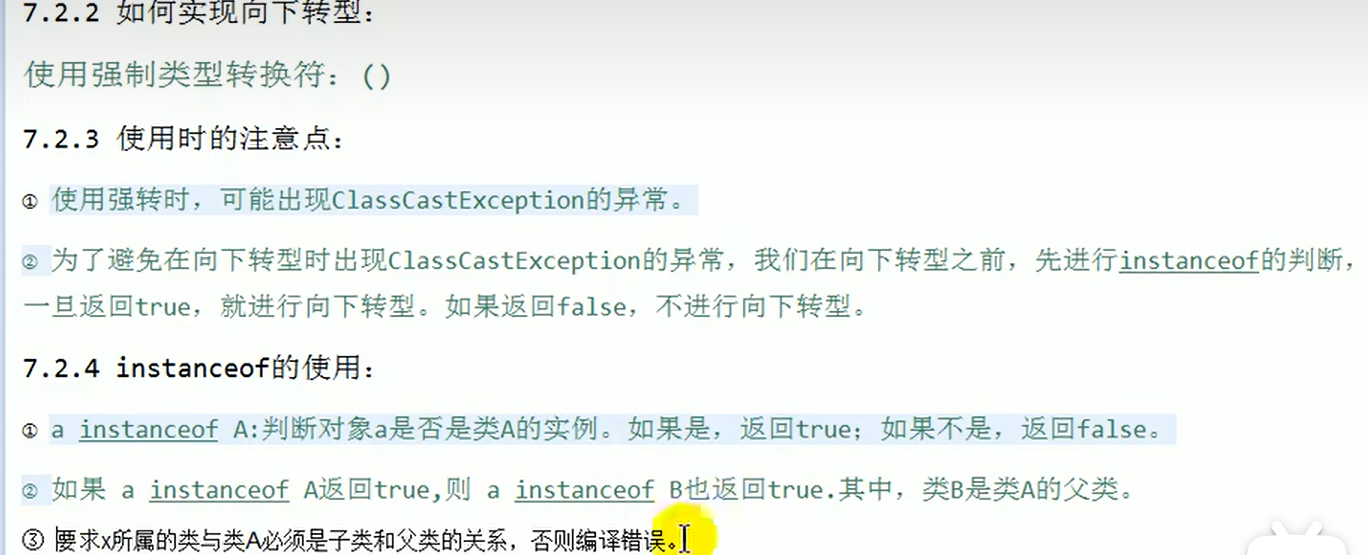 7.2.2 如何实现向下转型：
使用强制类型转换符：()
7.2.3 使用时的注意点：
① 使用强转时，可能出现ClassCastException的异常。
② 为了避免在向下转型时出现ClassCastException的异常，我们在向下转型之前，先进行instanceof的判断，
一旦返回true，就进行向下转型。如果返回false，不进行向下转型。
7.2.4 instanceof的使用：
① a instanceof A:判断对象a是否是类A的实例。如果是，返回true；如果不是，返回false。
② 如果 a instanceof A返回true,则 a instanceof B也返回true.其中，类B是类A的父类。
③ 要求x所属的类与类A必须是子类和父类的关系，否则编译错误。